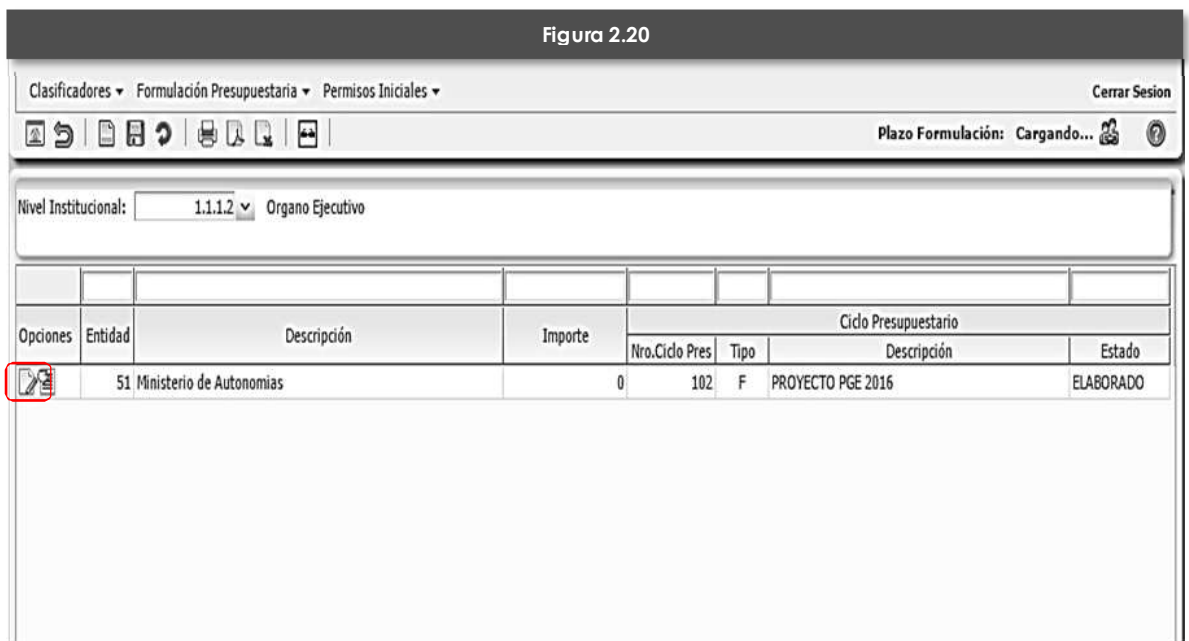 Figura 2.20
Clasificadores Formulación Presupuestaria Permisos Iniciales Cerrar Sesion
Plazo Formulación: Cargando...
Nivel Institucional: 1.1.1.2 Organo Ejecutivo
Opciones Entidad Descripción Importe Ciclo Presupuestario
Nro.Ciclo Pres Tipo Descripción Estado
51 Ministerio de Autonomias 0 102 F PROYECTO PGE 2016 ELABORADO